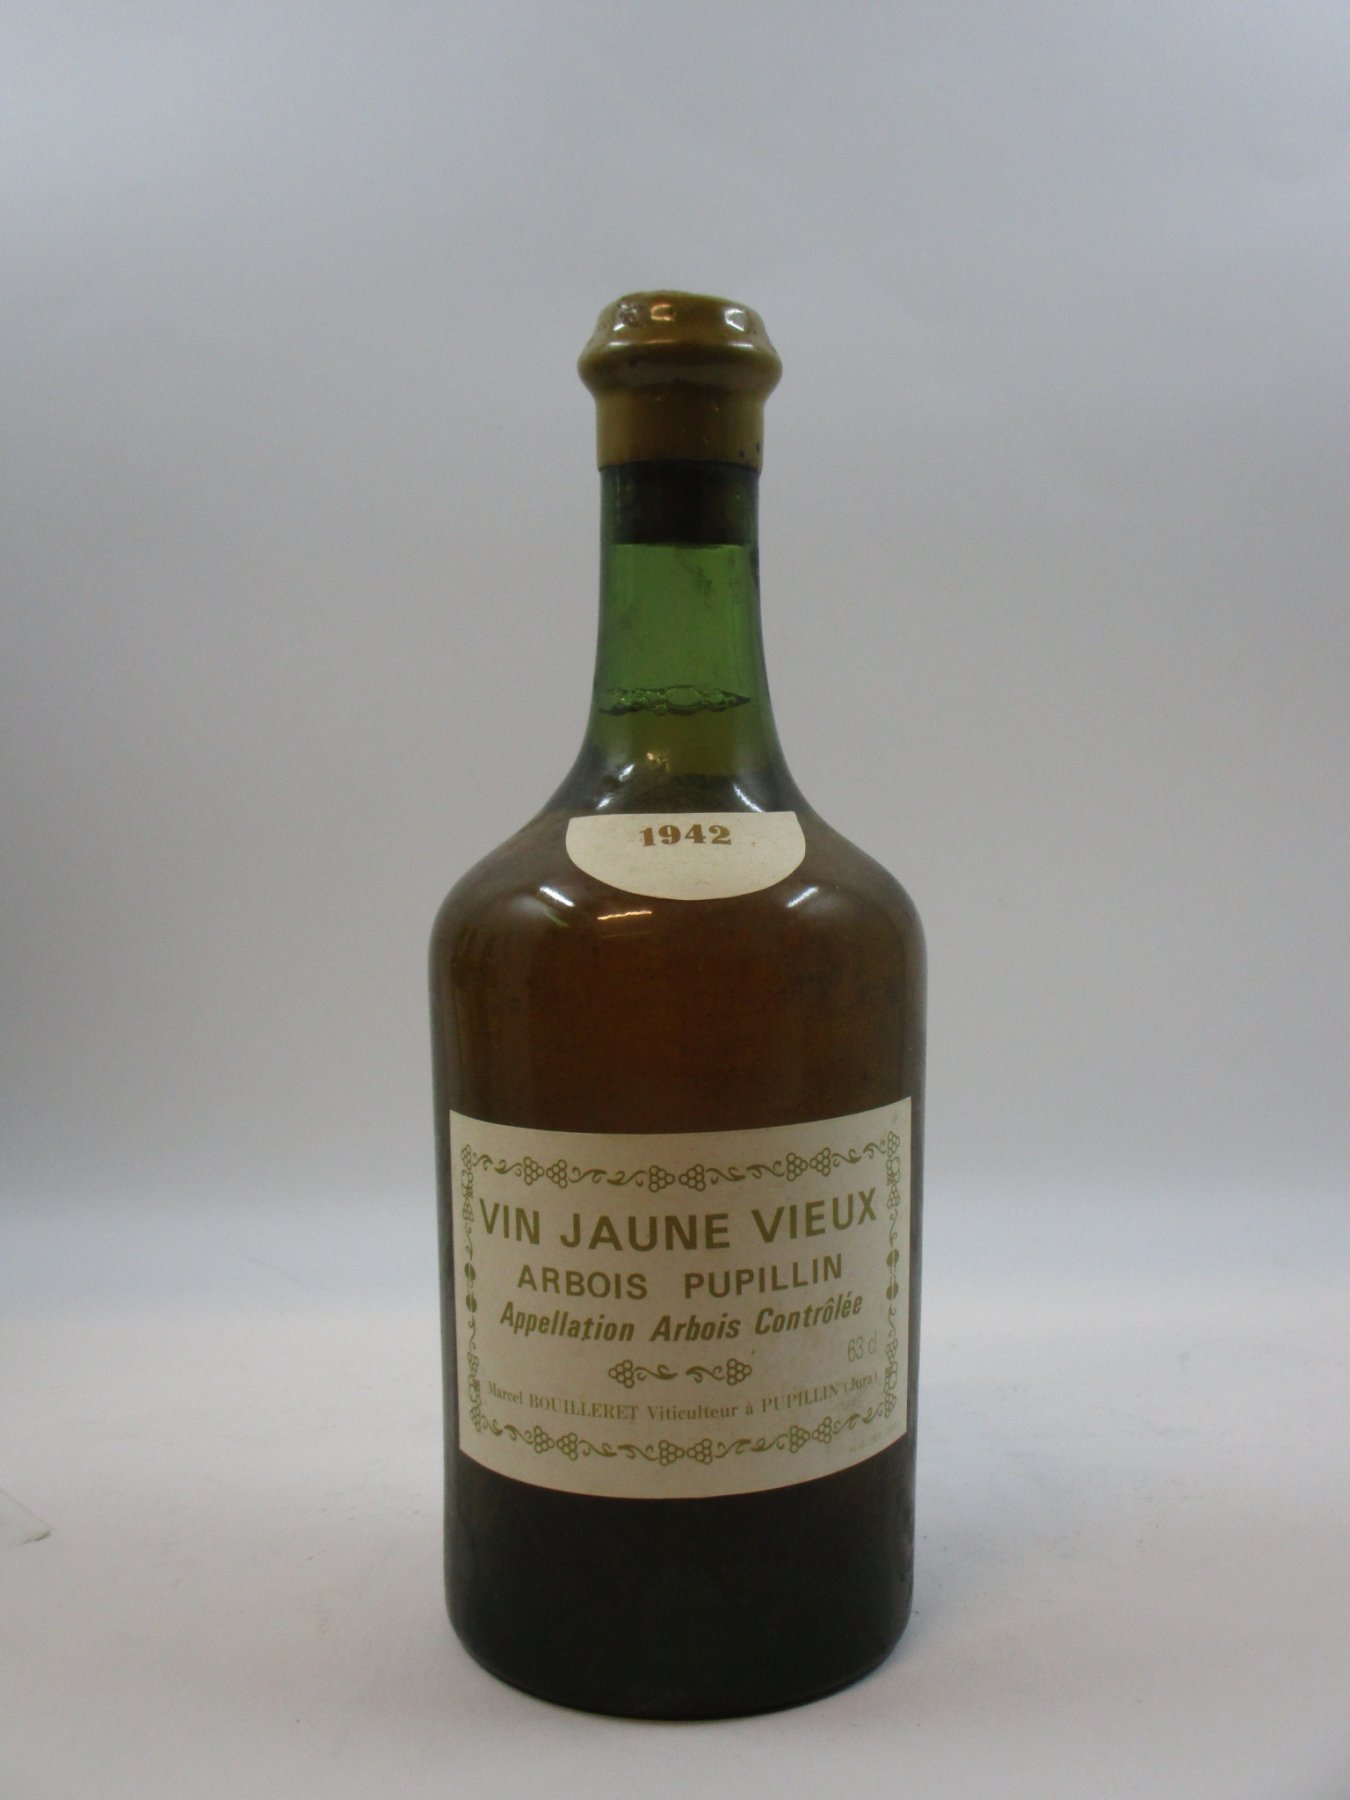 1942
VIN JAUNE VIEUX
ARBOIS PUPILLIN
Appellation Arbois Contrôlée
63 cl
Marcel BOUILLERET Viticulteur à PUPILLIN (Jura)